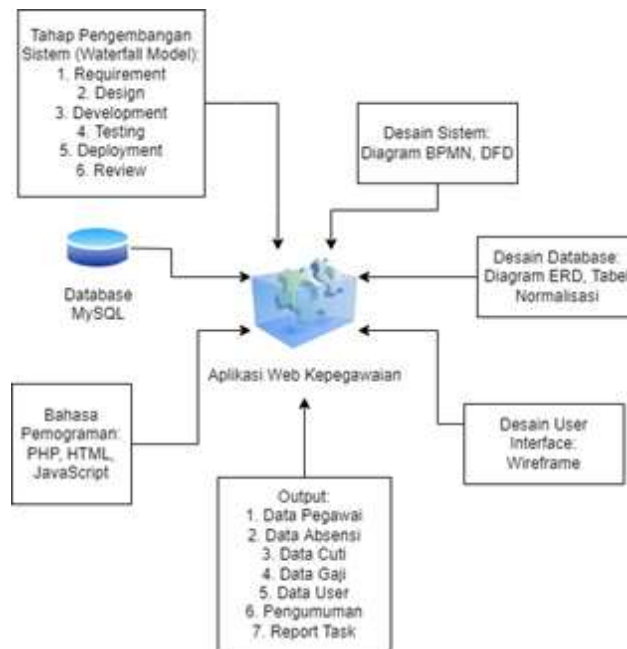 Tahap Pengembangan
Sistem (Waterfall Model):
1. Requirement
2. Design
3. Development
4. Testing
5. Deployment
6. Review
Desain Sistem:
Diagram BPMN, DFD
Database
MySQL
Desain Database:
Diagram ERD, Tabel
Normalisasi
Aplikasi Web Kepegawaian
Bahasa
Pemograman:
PHP, HTML,
JavaScript
Desain User
Interface:
Wireframe
Output:
1. Data Pegawai
2. Data Absensi
3. Data Cuti
4. Data Gaji
5. Data User
6. Pengumuman
7. Report Task